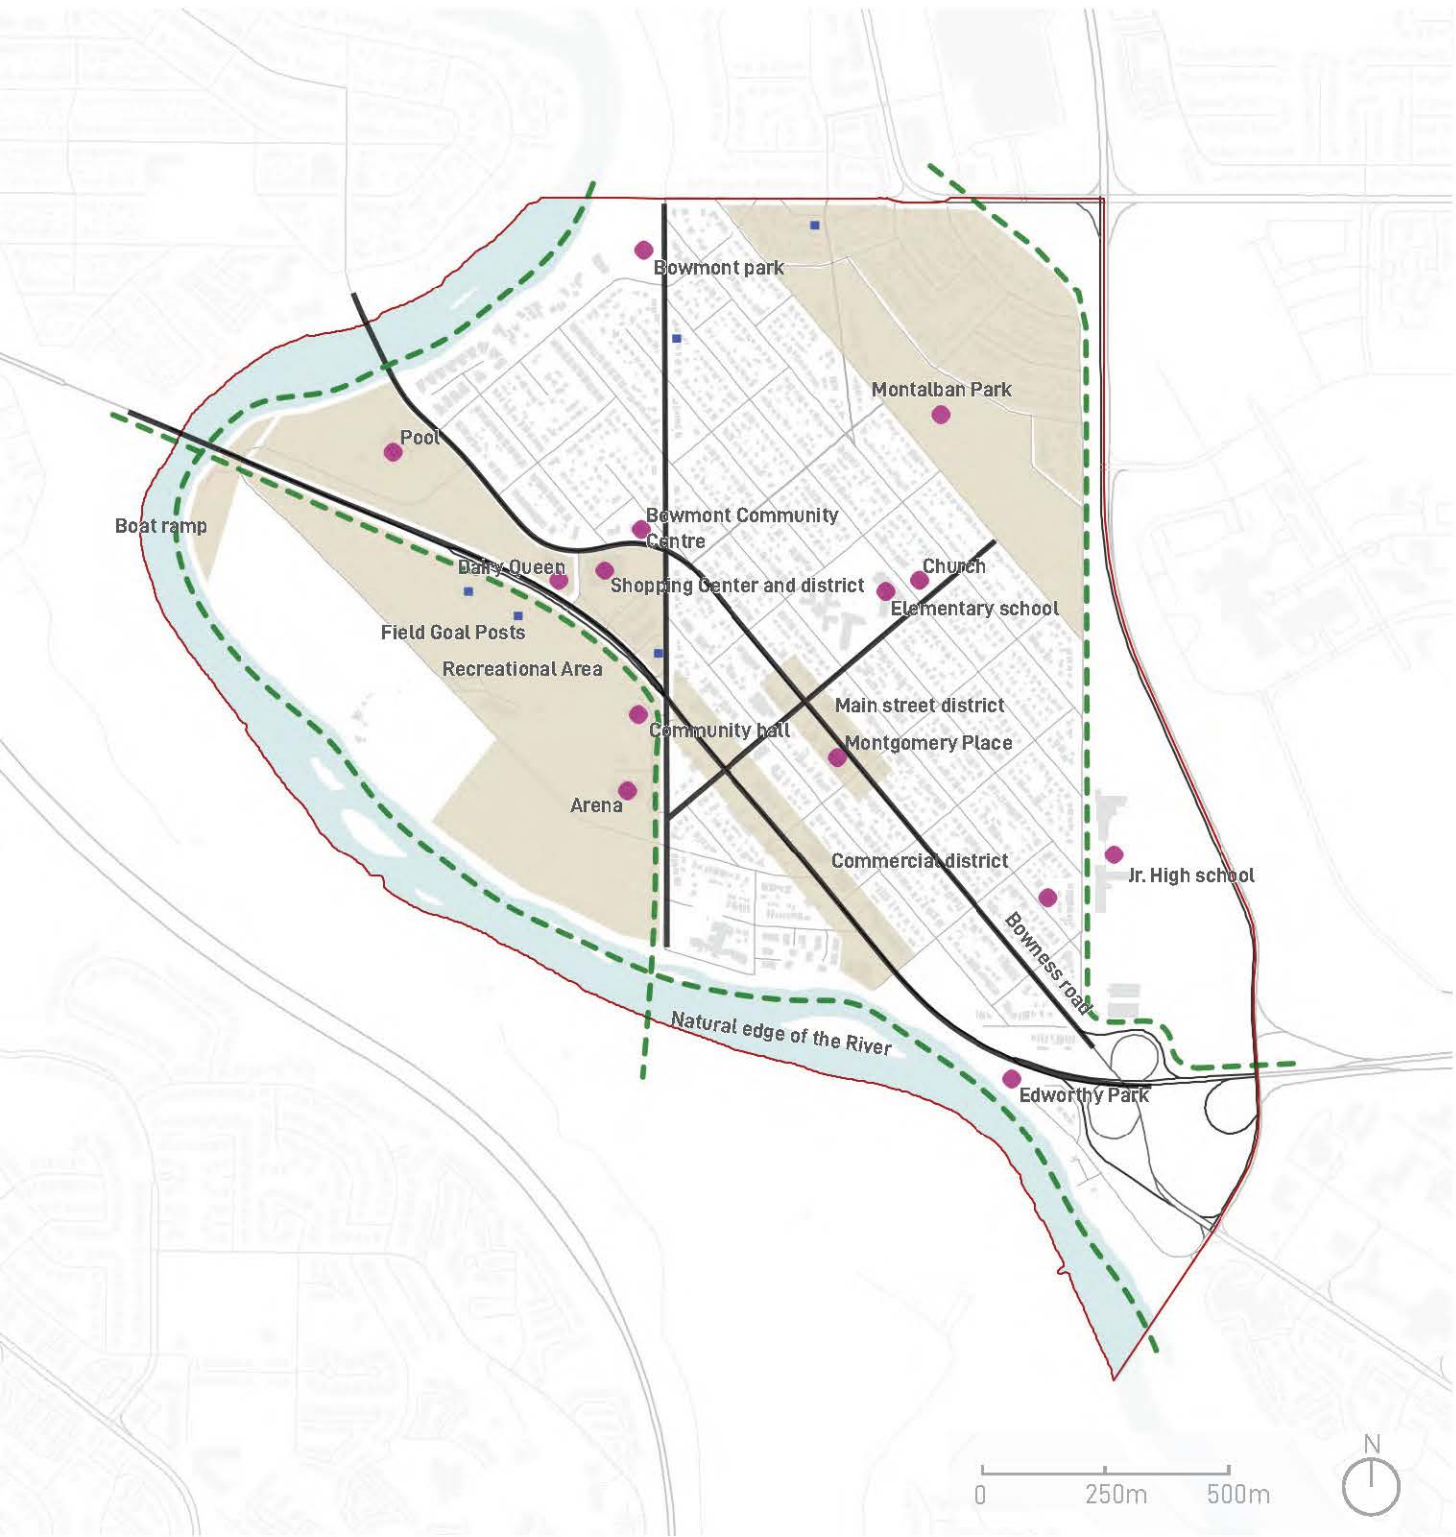 Bowmont park
Montalban Park
Pool
Bowmont Community
Centre
Boat ramp
Dairy Queen
Church
Shopping Center and district
Elementary school
Field Goal Posts
Recreational Area
Main street district
Community hall
Montgomery Place
Arena
Commercial district
Jr. High school
Bowness road
Natural edge of the River
Edworthy Park
N
0
250m
500m